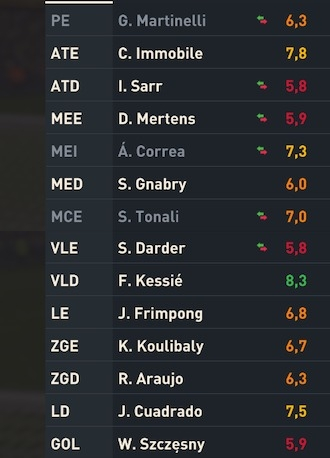 PE G. Martinelli 6,3
ATE C. Immobile 7,8
ATD I. Sarr 5,8
MEE D. Mertens 5,9
MEI Á. Correa 7,3
MED S. Gnabry 6,0
MCE S. Tonali 7,0
VLE S. Darder 5,8
VLD F. Kessié 8,3
LE J. Frimpong 6,8
ZGE K. Koulibaly 6,7
ZGD R. Araujo 6,3
LD J. Cuadrado 7,5
GOL W. Szczęsny 5,9